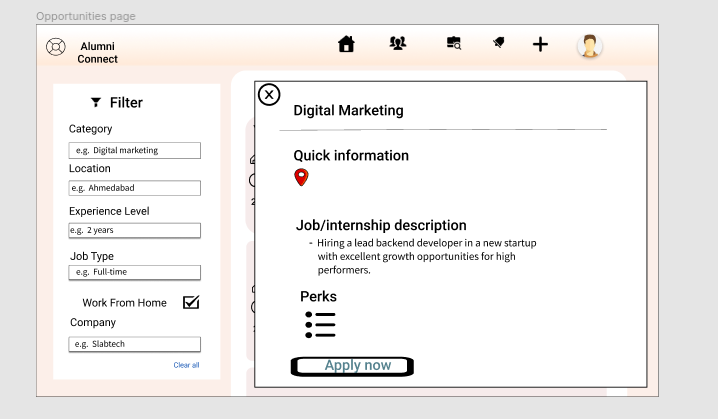 Opportunities page
Alumni
Connect
Filter
Category
e.g. Digital marketing
Location
e.g. Ahmedabad
Experience Level
e.g. 2 years
Job Type
e.g. Full-time
Work From Home
Company
e.g. Slabtech
Clear all
X
Digital Marketing
Quick information
Job/internship description
- Hiring a lead backend developer in a new startup
with excellent growth opportunities for high
performers.
Perks
Apply now